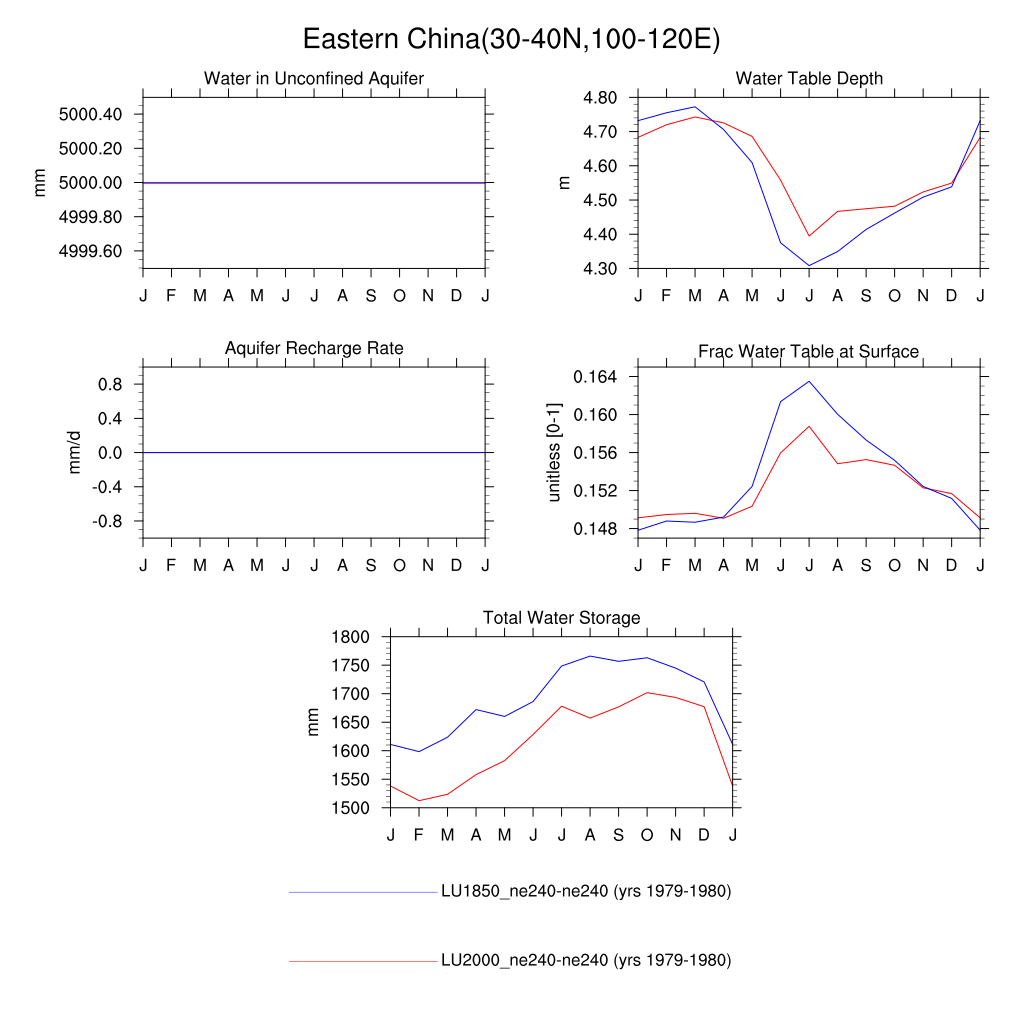 Eastern China(30-40N,100-120E)
Water in Unconfined Aquifer
5000.40
5000.20
5000.00
4999.80
4999.60
mm
J F M A M J J A S O N D J
Water Table Depth
4.80
4.70
4.60
4.50
4.40
4.30
m
J F M A M J J A S O N D J
Aquifer Recharge Rate
0.8
0.4
0.0
-0.4
-0.8
mm/d
J F M A M J J A S O N D J
Frac Water Table at Surface
0.164
0.160
0.156
0.152
0.148
unitless [0-1]
J F M A M J J A S O N D J
Total Water Storage
1800
1750
1700
1650
1600
1550
1500
mm
J F M A M J J A S O N D J
LU1850_ne240-ne240 (yrs 1979-1980)
LU2000_ne240-ne240 (yrs 1979-1980)